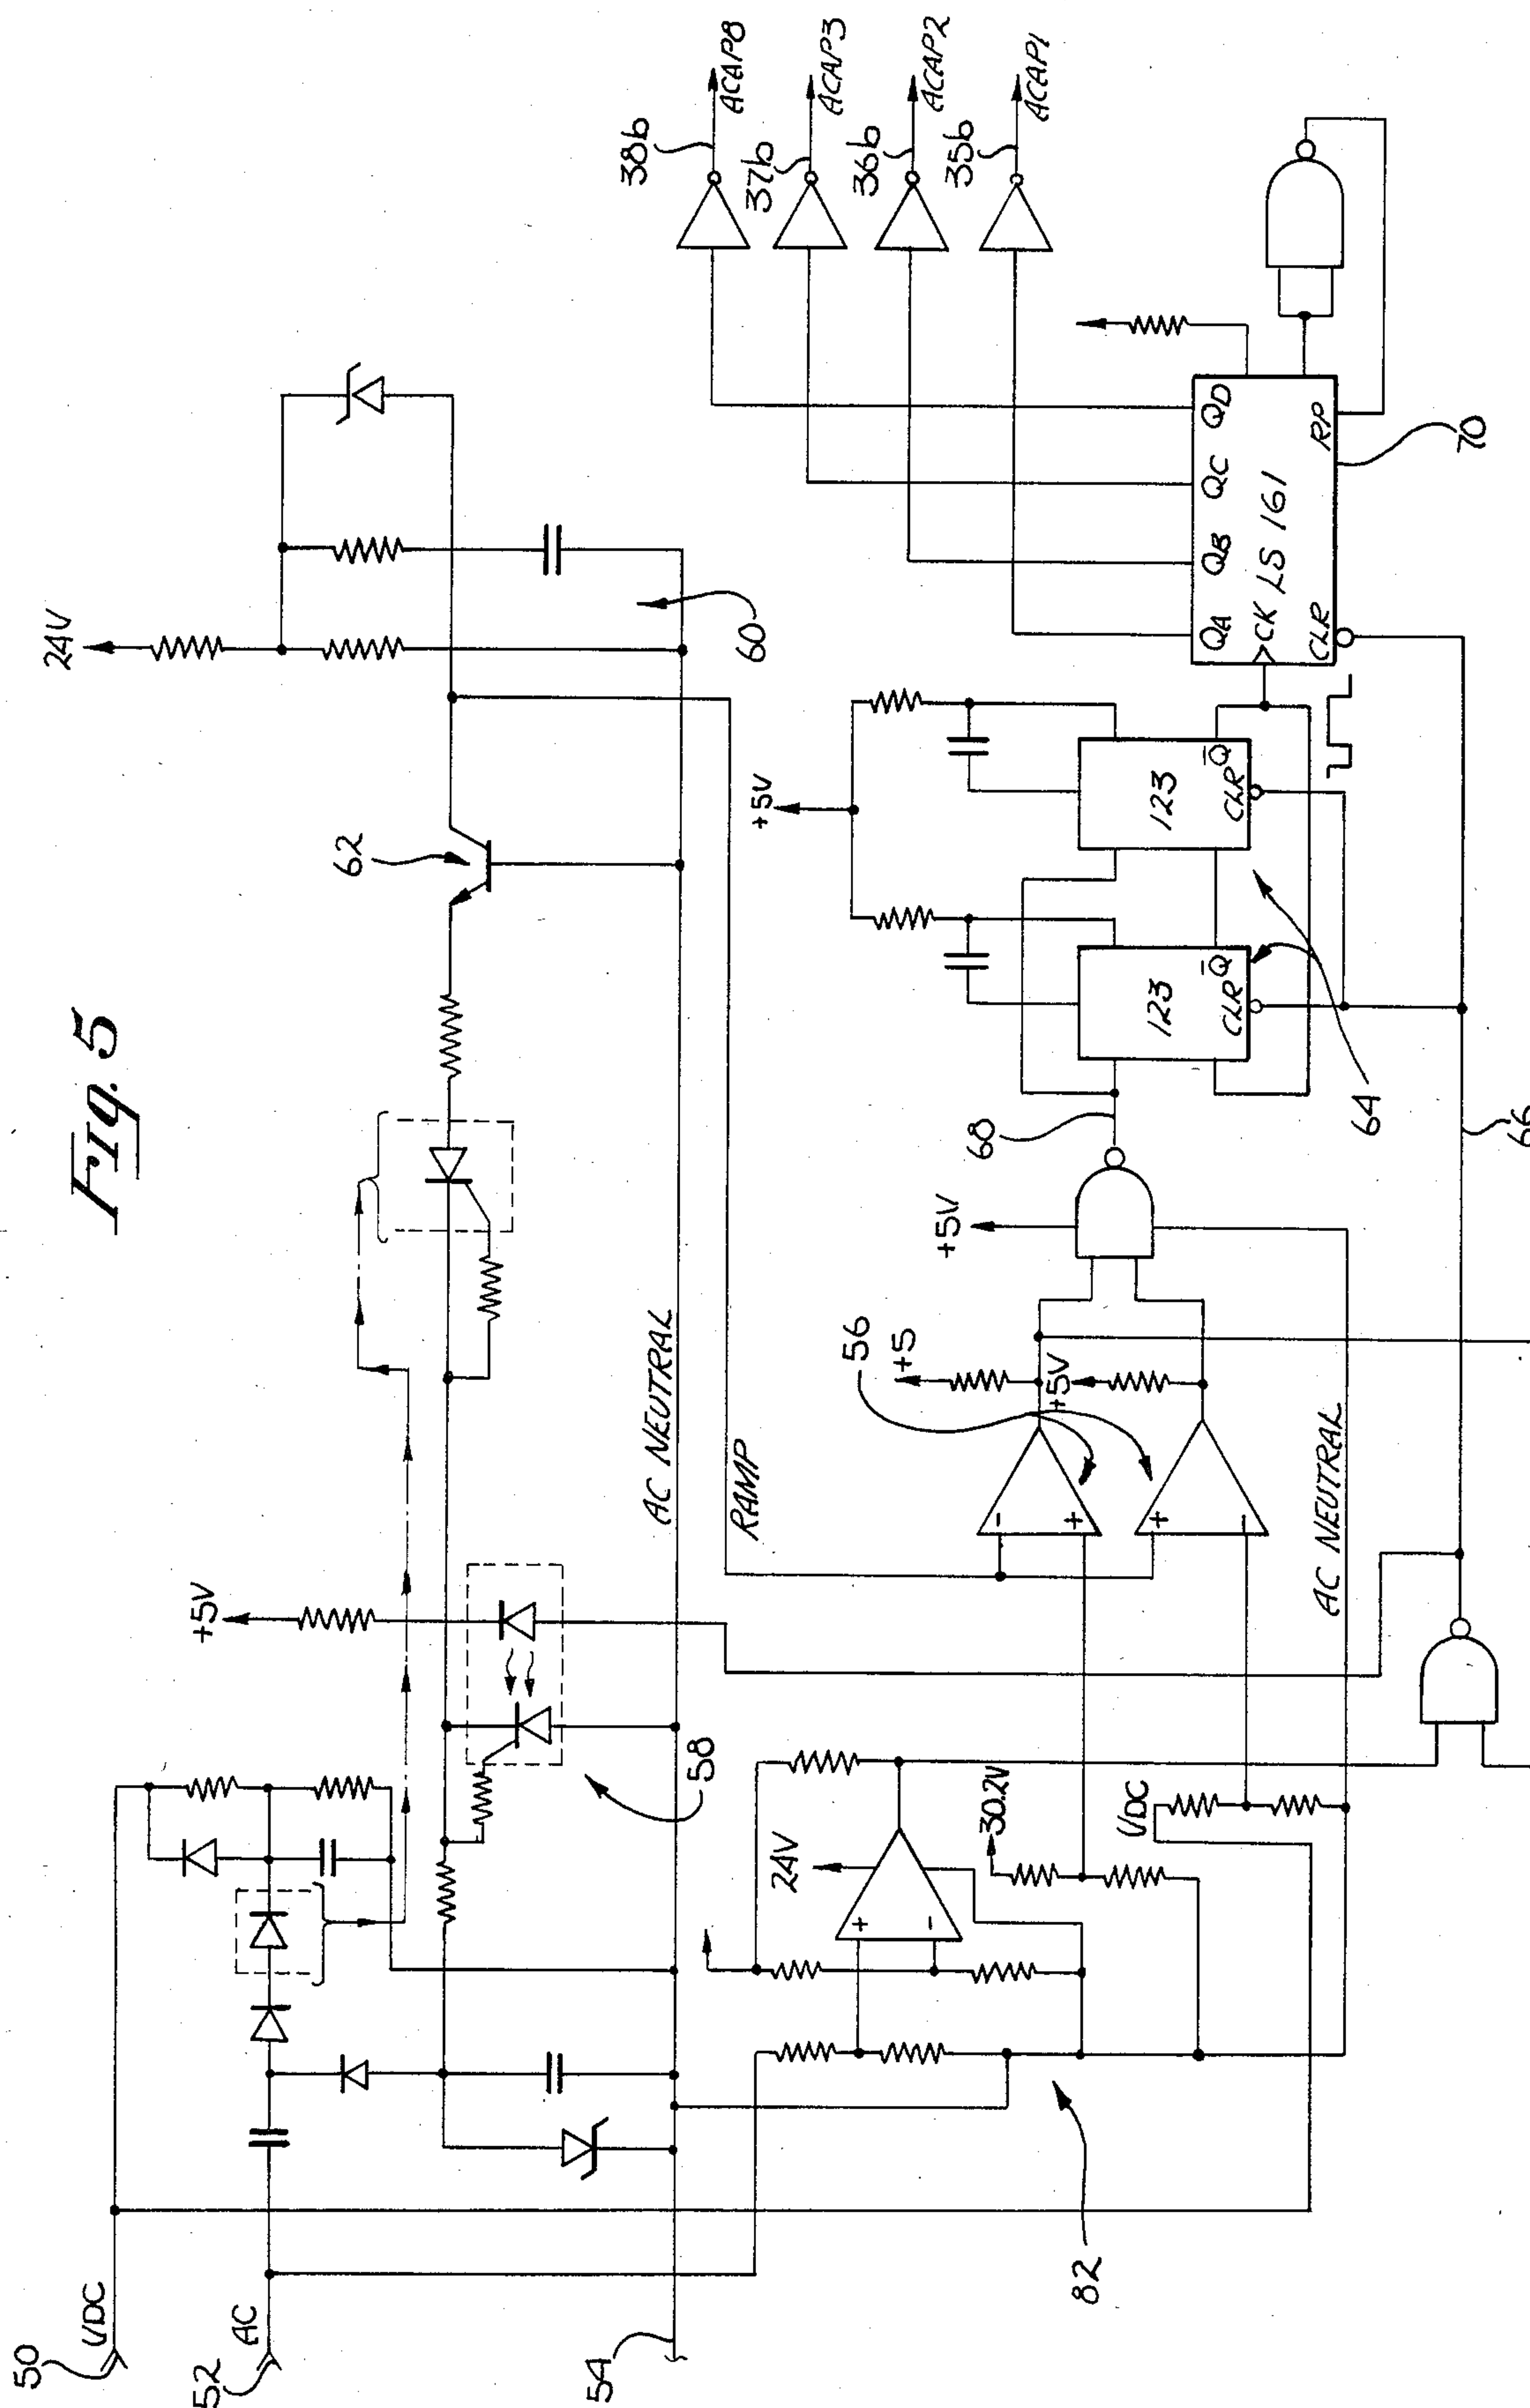 Fig. 5
50
VDC
52
AC
54
+5V
58
AC NEUTRAL
62
24V
60
RAMP
82
24V
30.2V
VDC
+
-
-
+
+
-
56
+5
+5V
AC NEUTRAL
+5V
68
+5V
123
CLR
Q
123
CLR
Q
64
66
QA
QB
QC
QD
CK
LS 161
CLR
RP
70
38b
ACAP8
37b
ACAP3
36b
ACAP2
35b
ACAP1